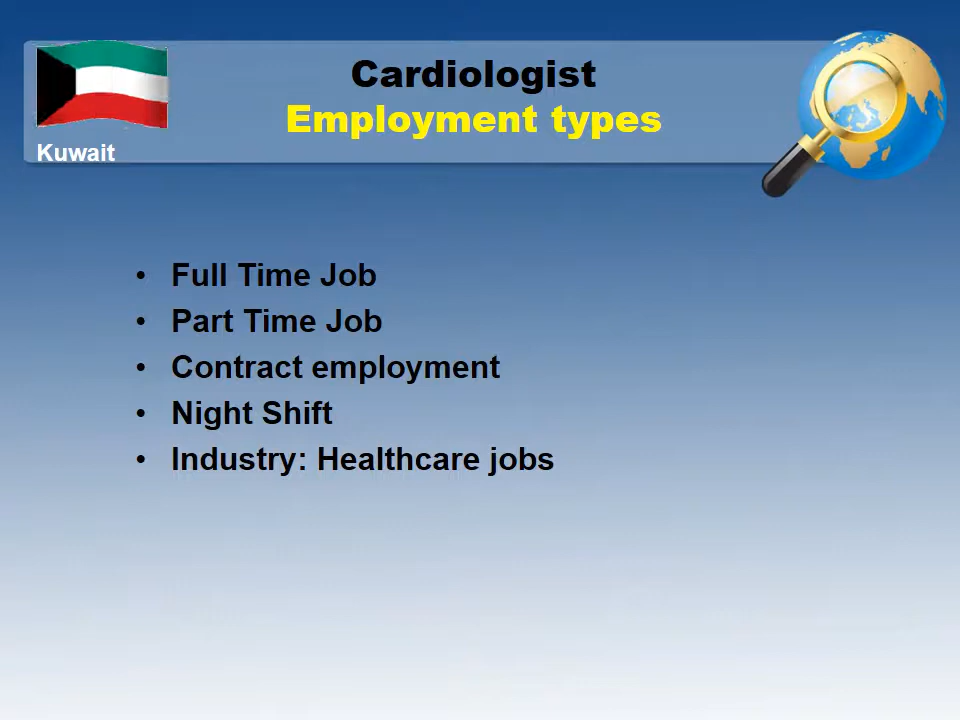 Cardiologist
Employment types
Kuwait
• Full Time Job
• Part Time Job
• Contract employment
• Night Shift
• Industry: Healthcare jobs